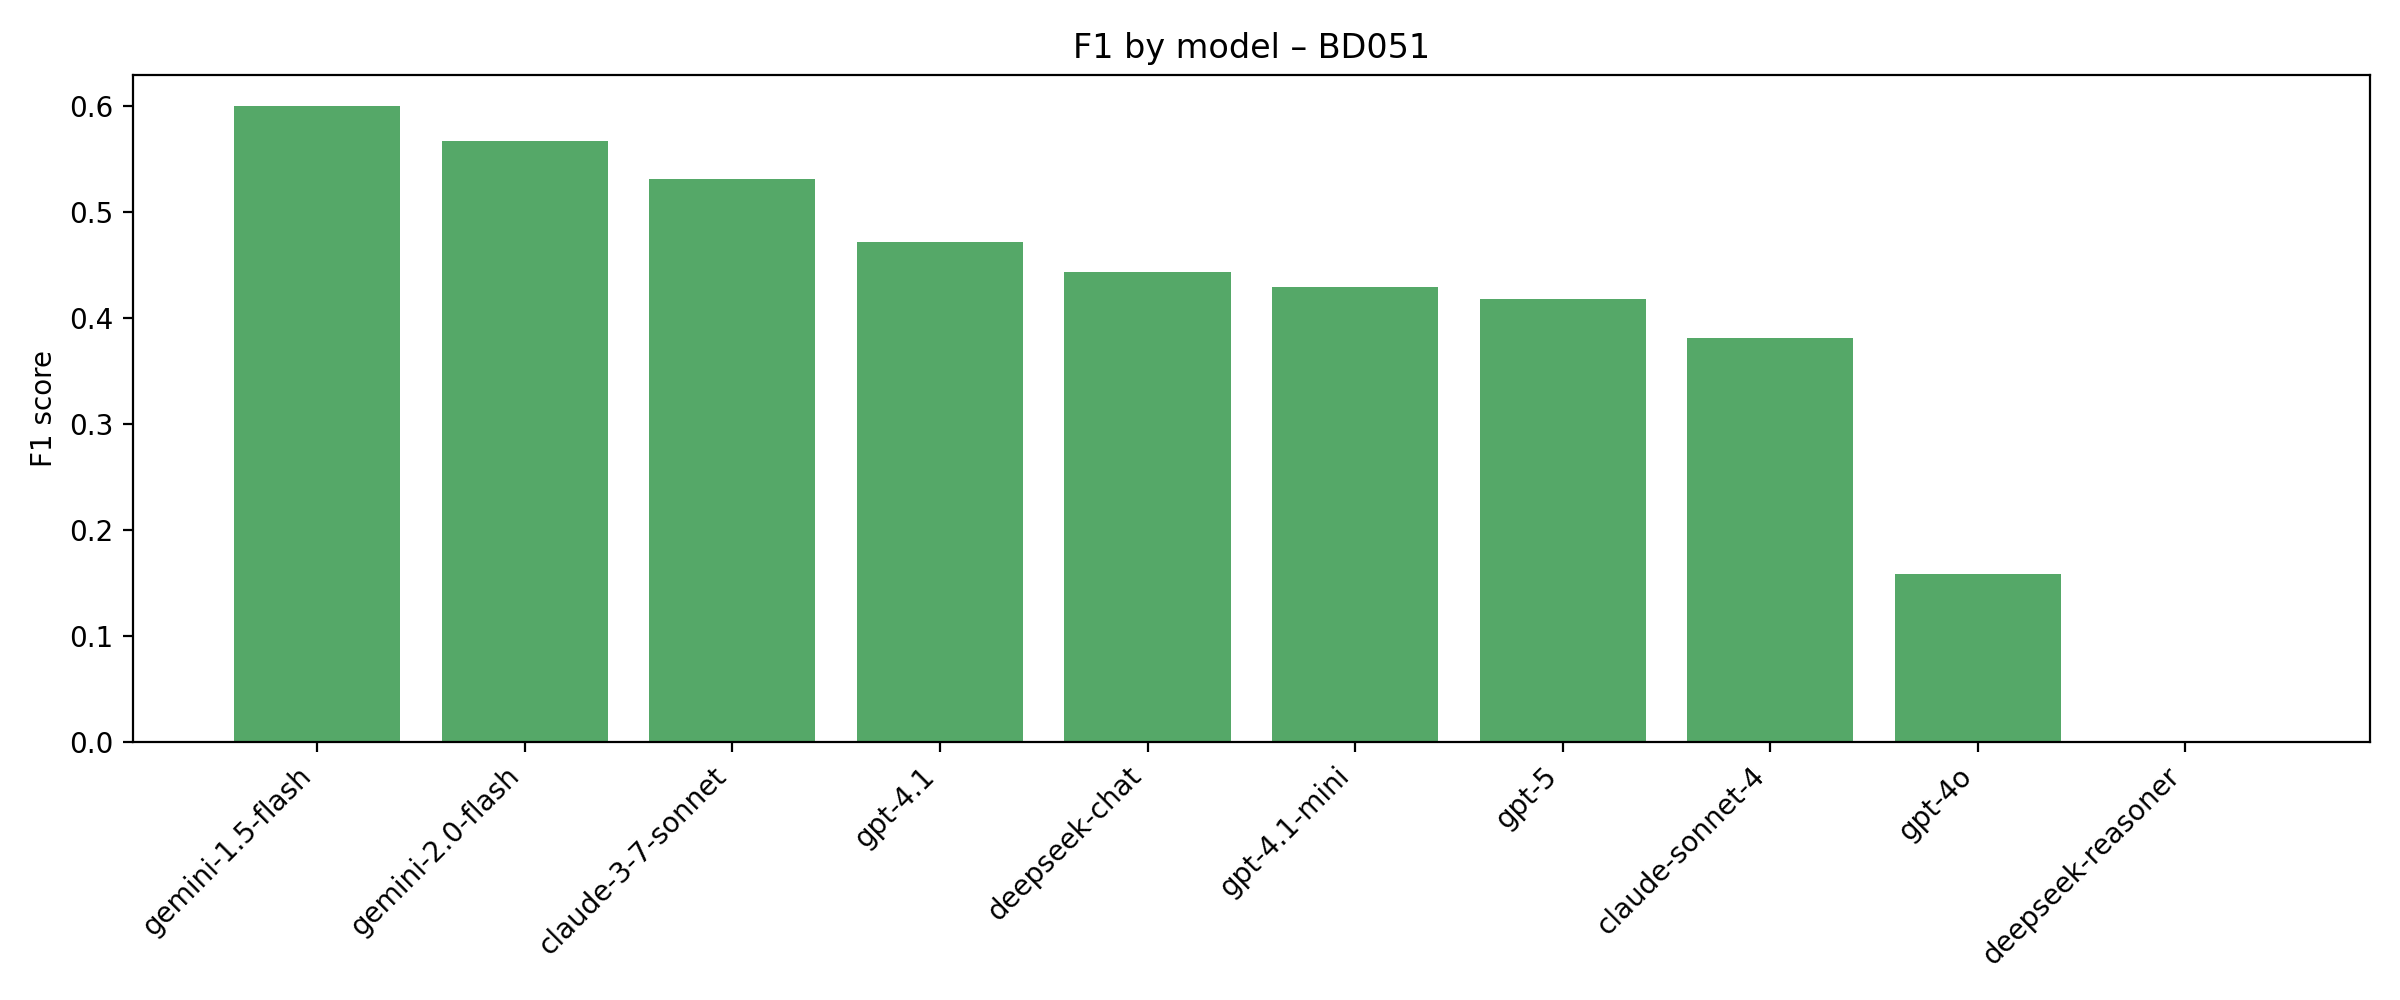 F1 by model – BD051
F1 score
0.6
0.5
0.4
0.3
0.2
0.1
0.0
gemini-1.5-flash
gemini-2.0-flash
claude-3-7-sonnet
gpt-4.1
deepseek-chat
gpt-4.1-mini
gpt-5
claude-sonnet-4
gpt-4o
deepseek-reasoner